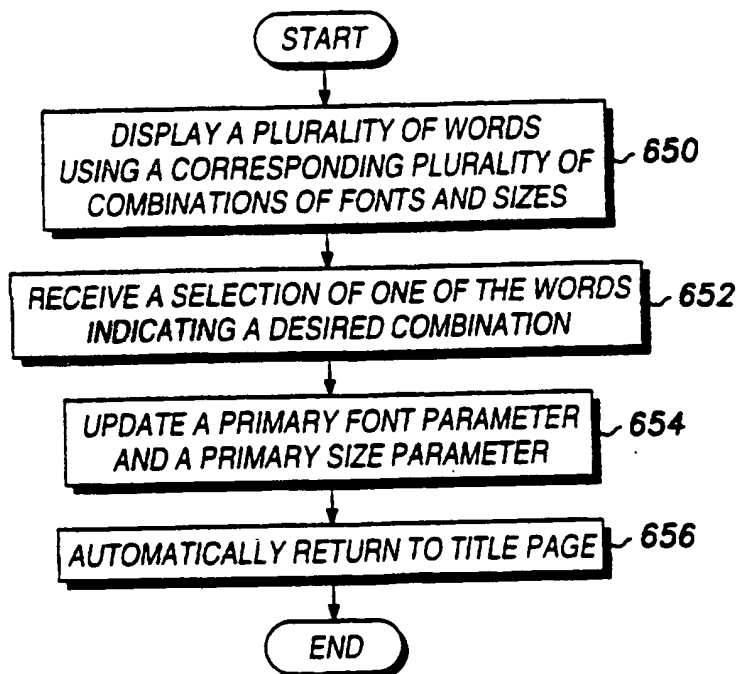 START
DISPLAY A PLURALITY OF WORDS
USING A CORRESPONDING PLURALITY OF
COMBINATIONS OF FONTS AND SIZES
650
RECEIVE A SELECTION OF ONE OF THE WORDS
INDICATING A DESIRED COMBINATION
652
UPDATE A PRIMARY FONT PARAMETER
AND A PRIMARY SIZE PARAMETER
654
AUTOMATICALLY RETURN TO TITLE PAGE
656
END